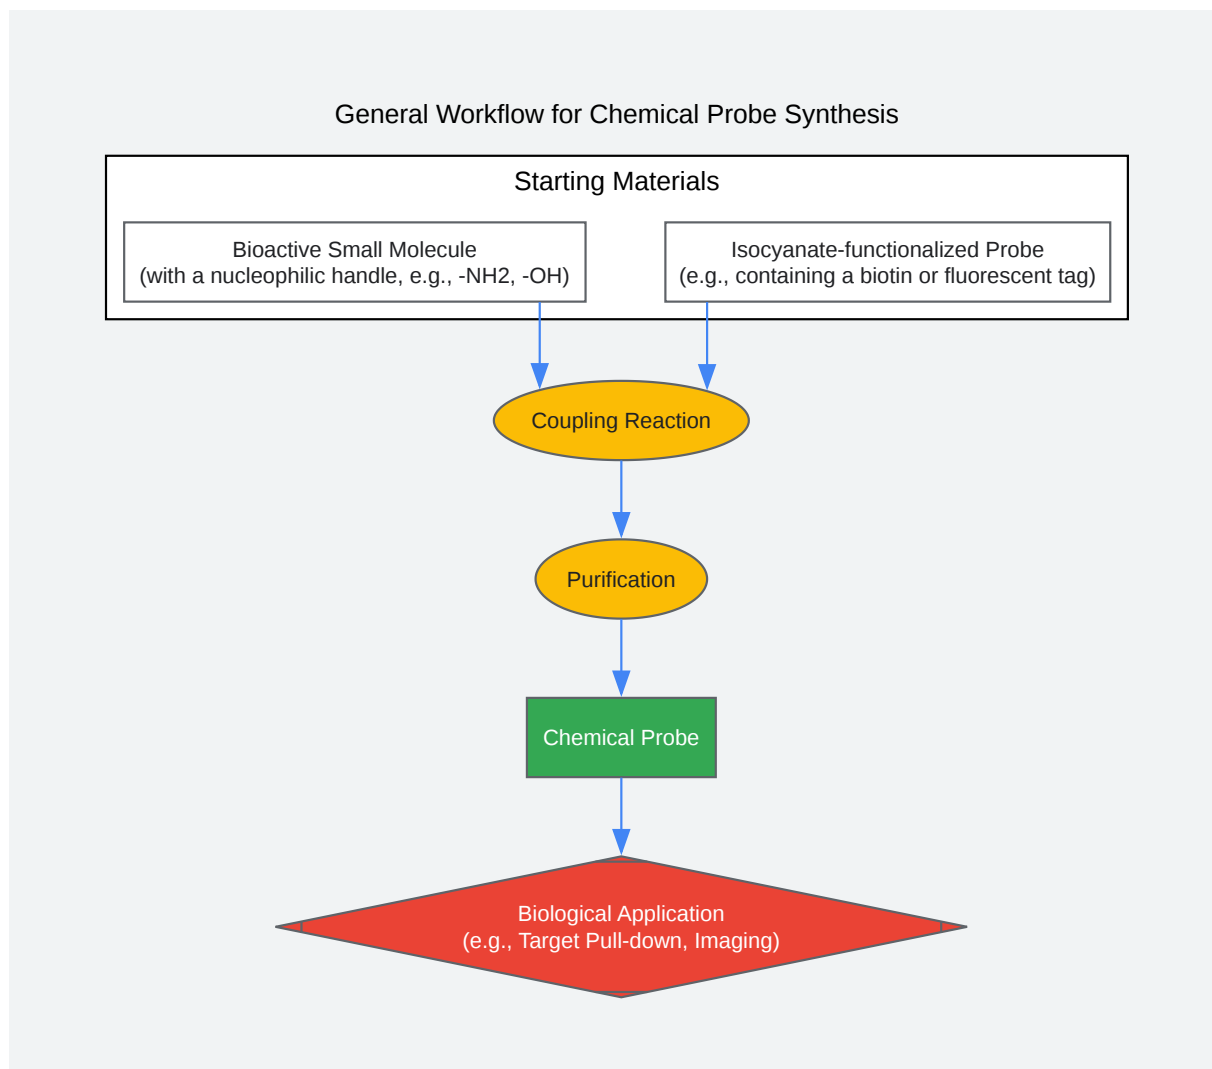 General Workflow for Chemical Probe Synthesis
Starting Materials
Bioactive Small Molecule
(with a nucleophilic handle, e.g., -NH2, -OH)
Isocyanate-functionalized Probe
(e.g., containing a biotin or fluorescent tag)
Coupling Reaction
Purification
Chemical Probe
Biological Application
(e.g., Target Pull-down, Imaging)